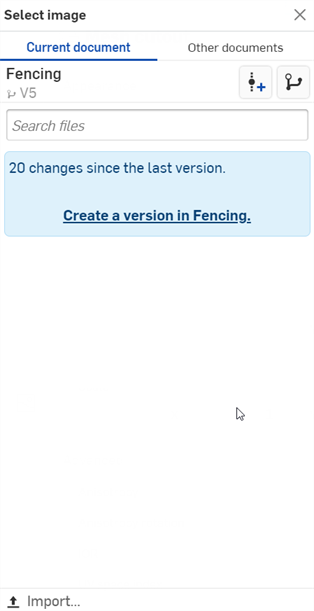 Select image
Current document Other documents
Fencing
V5
Search files
20 changes since the last version.
Create a version in Fencing.
Import...